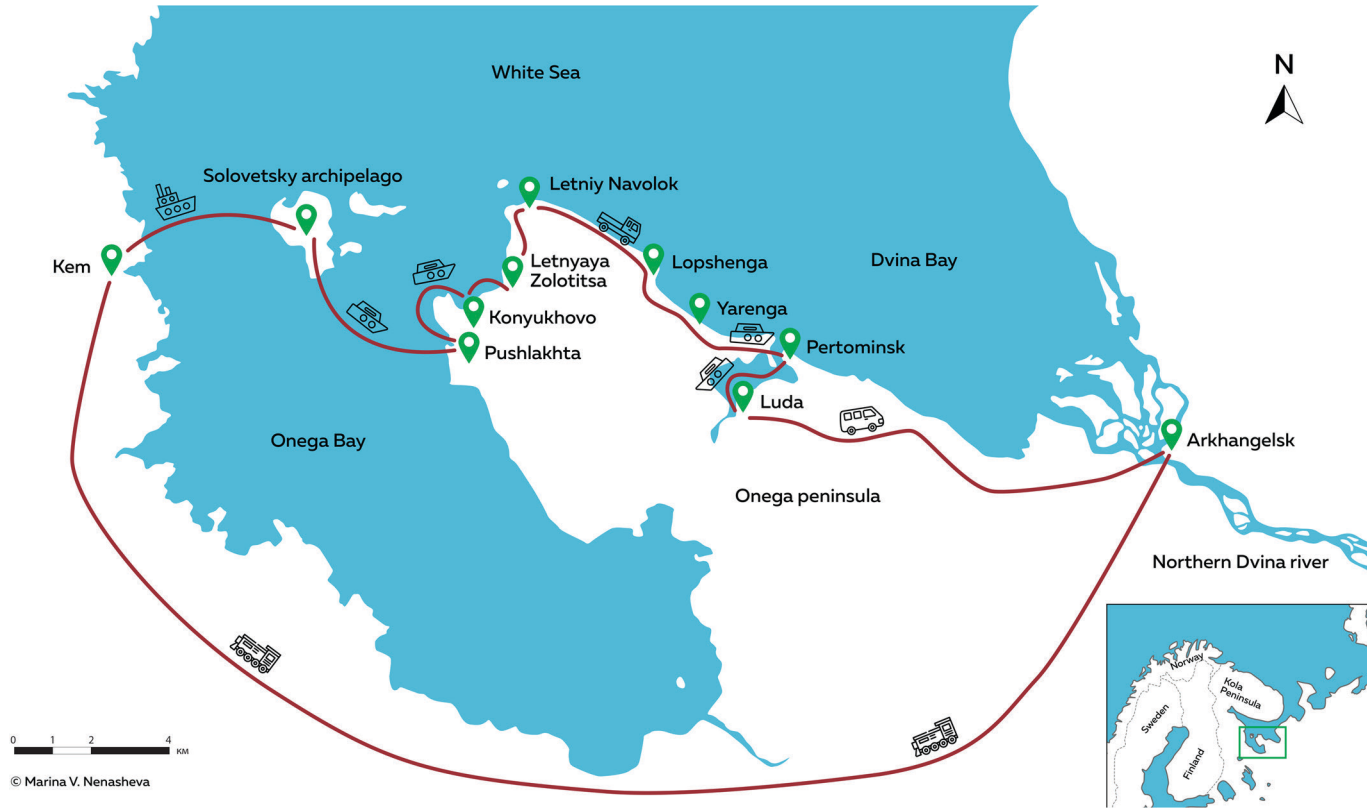 White Sea
N
Solovetsky archipelago
Letniy Navolok
Kem
Letnyaya
Zolotitsa
Lopshenga
Dvina Bay
Konyukhovo
Yarenga
Pushlakhta
Pertominsk
Luda
Onega Bay
Arkhangelsk
Onega peninsula
Northern Dvina river
Norway
Kola
Peninsula
Sweden
Finland
0 1 2 4
КМ
© Marina V. Nenasheva